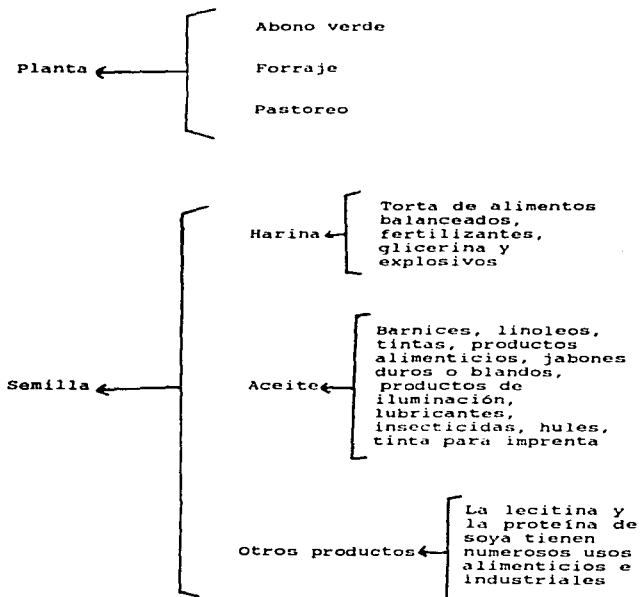 Abono verde
Planta
Forraje
Pastoreo
Torta de alimentos
balanceados,
Harina
fertilizantes,
glicerina y
explosivos
Barnices, linoleos,
tintas, productos
alimenticios, jabones
Semilla
Aceite
duros o blandos,
productos de
iluminación,
lubricantes,
insecticidas, hules,
tinta para imprenta
La lecitina y
la proteína de
soya tienen
Otros productos
numerosos usos
alimenticios e
industriales